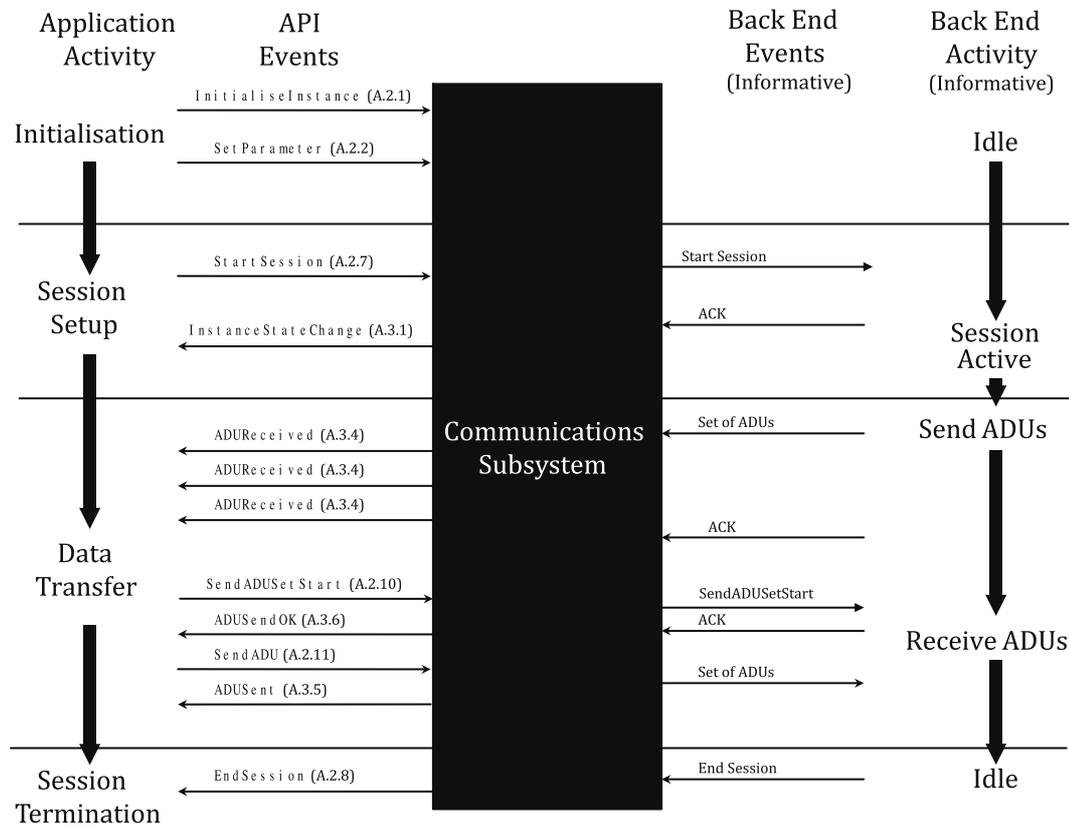 Application
Activity
API
Events
Back End
Events
(Informative)
Back End
Activity
(Informative)
InitialiseInstance (A.2.1)
Initialisation
SetParameter (A.2.2)
Idle
StartSession (A.2.7)
Start Session
Session
Setup
InstanceStateChange (A.3.1)
ACK
Session
Active
Communications
Subsystem
ADUReceived (A.3.4)
ADUReceived (A.3.4)
ADUReceived (A.3.4)
Set of ADUs
Send ADUs
ACK
Data
Transfer
SendADUSetStart (A.2.10)
SendADUSetStart
ADUSendOK (A.3.6)
ACK
SendADU (A.2.11)
Receive ADUs
ADUSent (A.3.5)
Set of ADUs
Session
Termination
EndSession (A.2.8)
End Session
Idle